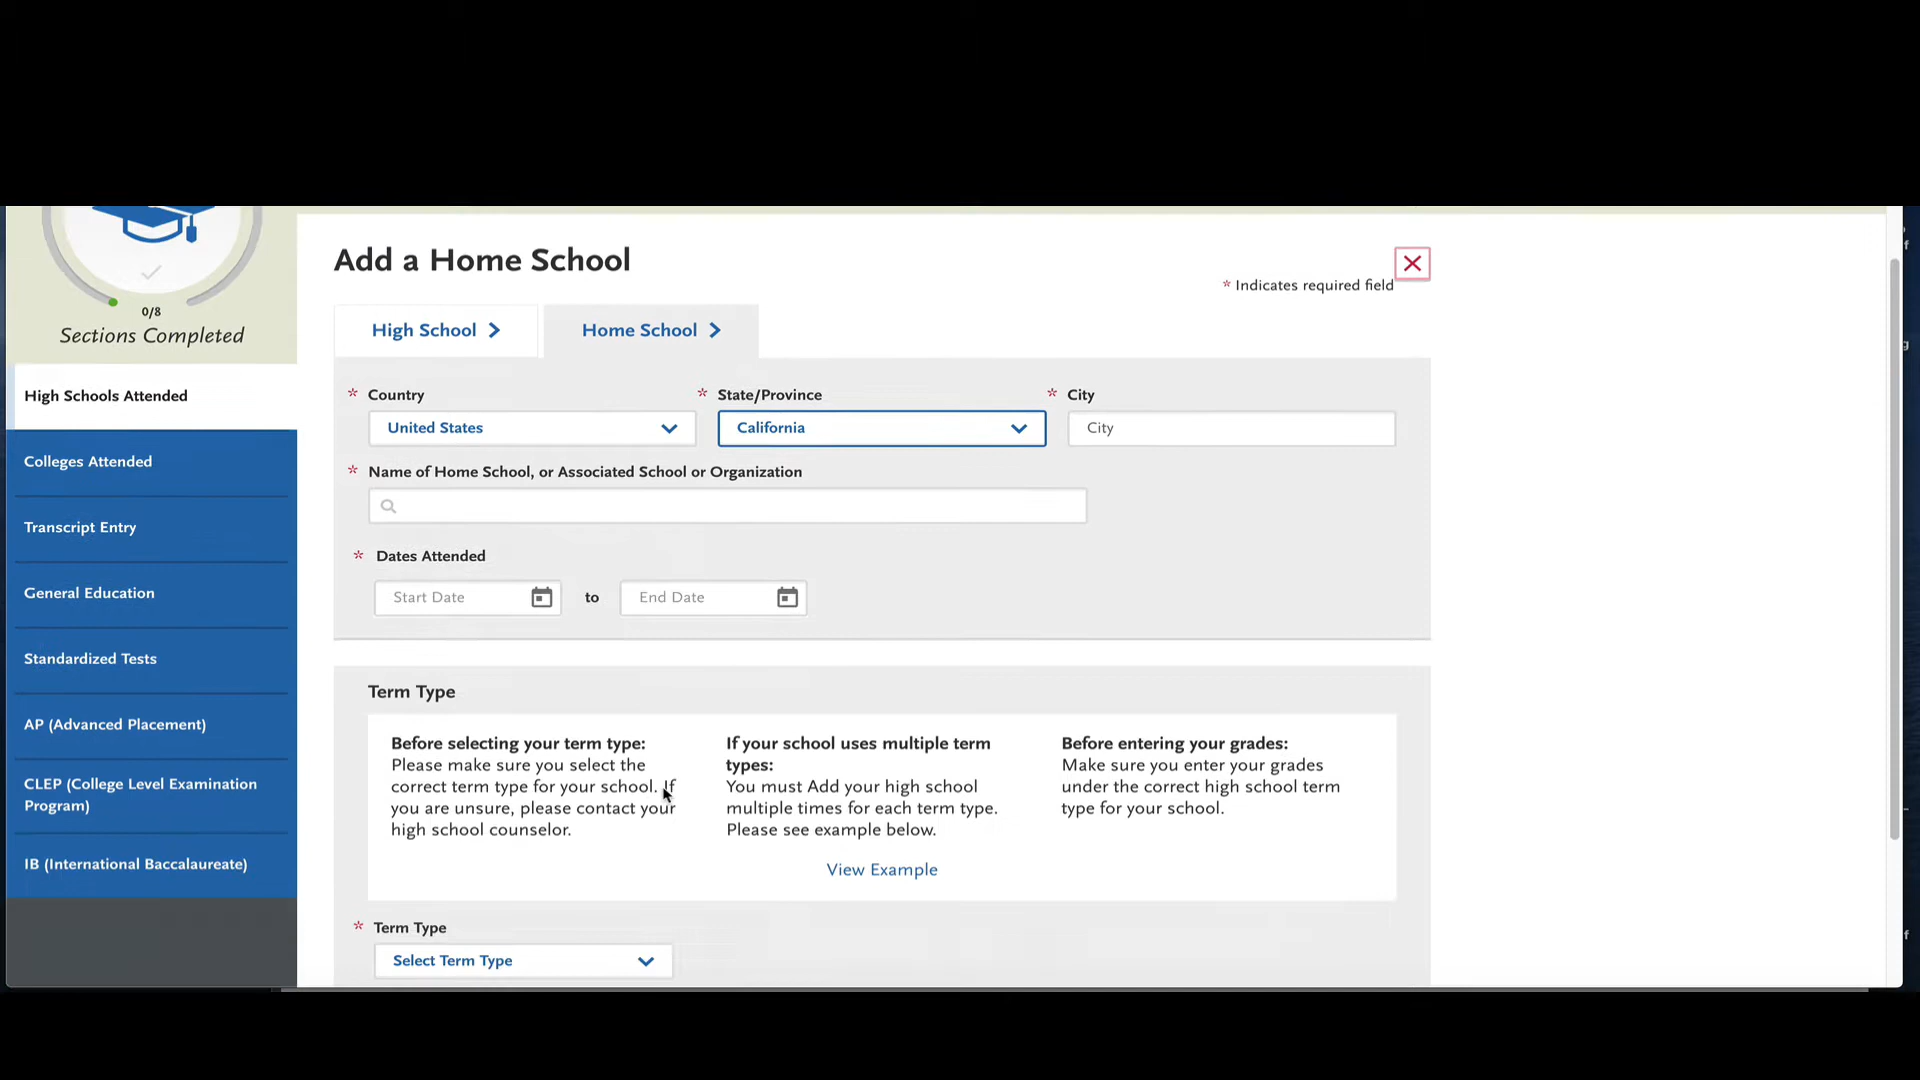 0/8
Sections Completed
High Schools Attended
Colleges Attended
Transcript Entry
General Education
Standardized Tests
AP (Advanced Placement)
CLEP (College Level Examination
Program)
IB (International Baccalaureate)
Add a Home School
* Indicates required field
High School
Home School
* Country
* State/Province
* City
United States
California
City
* Name of Home School, or Associated School or Organization
* Dates Attended
Start Date
to
End Date
Term Type
Before selecting your term type:
Please make sure you select the
correct term type for your school. If
you are unsure, please contact your
high school counselor.
If your school uses multiple term
types:
You must Add your high school
multiple times for each term type.
Please see example below.
Before entering your grades:
Make sure you enter your grades
under the correct high school term
type for your school.
View Example
* Term Type
Select Term Type